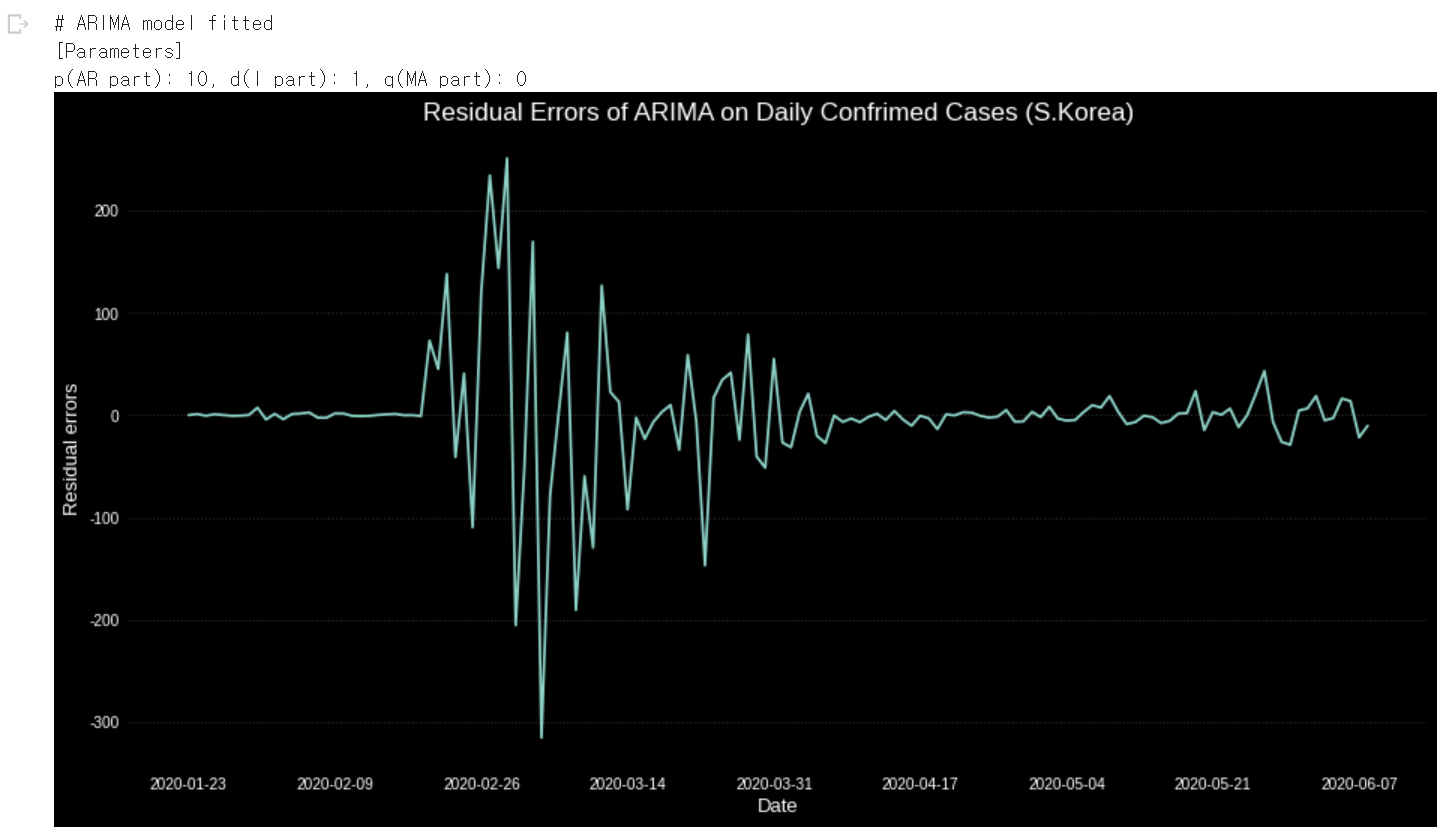 # ARIMA model fitted
[Parameters]
p(AR part): 10, d(I part): 1, q(MA part): 0
Residual Errors of ARIMA on Daily Confrimed Cases (S.Korea)
200
100
0
-100
-200
-300
Residual errors
2020-01-23 2020-02-09 2020-02-26 2020-03-14 2020-03-31 2020-04-17 2020-05-04 2020-05-21 2020-06-07
Date